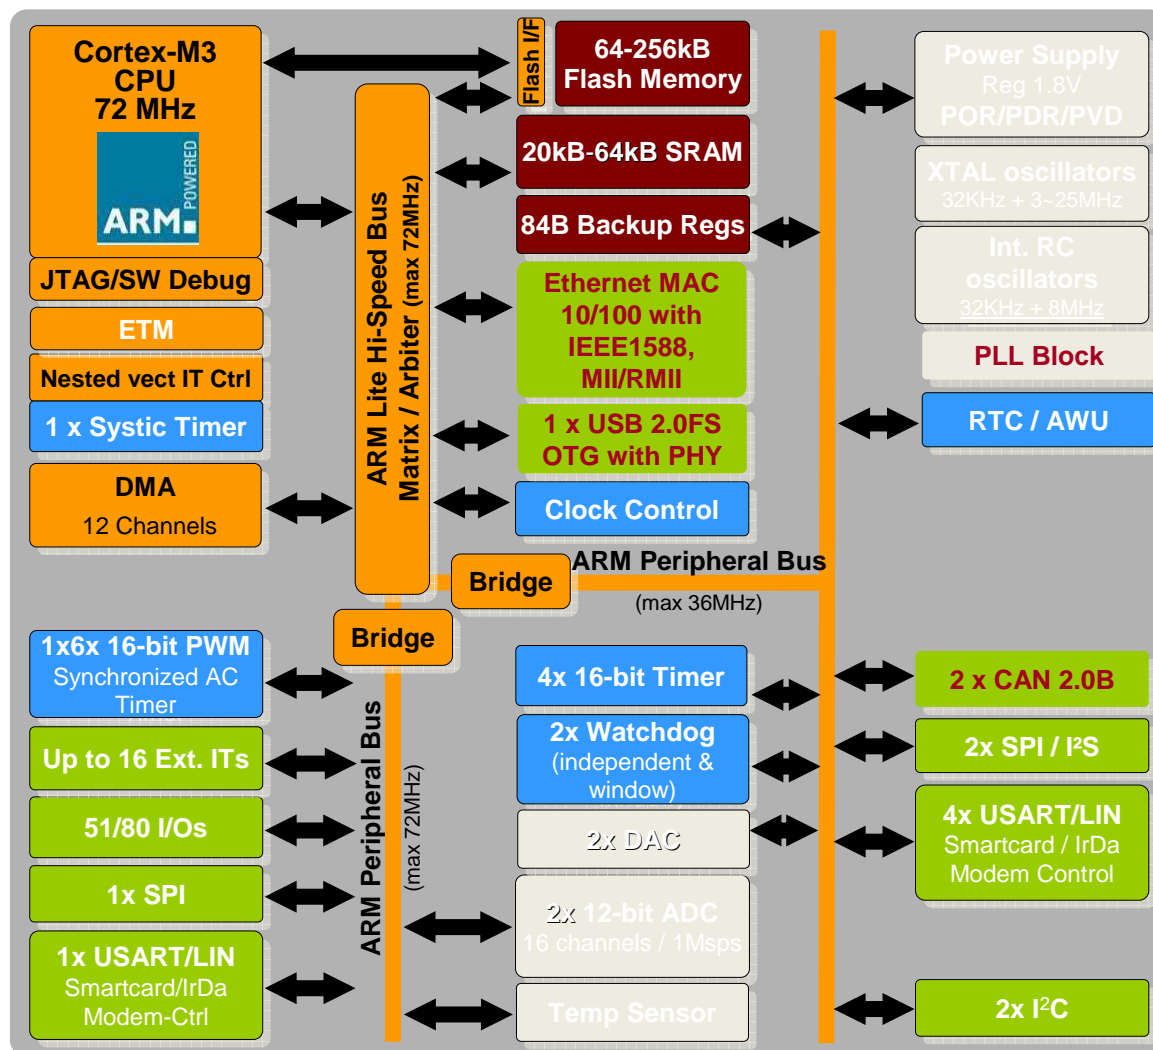 Cortex-M3
CPU
72 MHz
ARM
POWERED
JTAG/SW Debug
ETM
Nested vect IT Ctrl
1 x Systic Timer
DMA
12 Channels
ARM Lite Hi-Speed Bus
Matrix / Arbiter (max 72MHz)
Flash I/F
64-256kB
Flash Memory
20kB-64kB SRAM
84B Backup Regs
Ethernet MAC
10/100 with
IEEE1588,
MII/RMII
1 x USB 2.0FS
OTG with PHY
Clock Control
Power Supply
Reg 1.8V
POR/PDR/PVD
XTAL oscillators
32KHz + 3~25MHz
Int. RC
oscillators
32KHz + 8MHz
PLL Block
RTC / AWU
Bridge
ARM Peripheral Bus
(max 36MHz)
Bridge
1x6x 16-bit PWM
Synchronized AC
Timer
Up to 16 Ext. ITs
51/80 I/Os
1x SPI
1x USART/LIN
Smartcard/IrDa
Modem-Ctrl
ARM Peripheral Bus
(max 72MHz)
4x 16-bit Timer
2x Watchdog
(independent &
window)
2x DAC
2x 12-bit ADC
16 channels / 1Msps
Temp Sensor
2 x CAN 2.0B
2x SPI / I²S
4x USART/LIN
Smartcard / IrDa
Modem Control
2x I²C